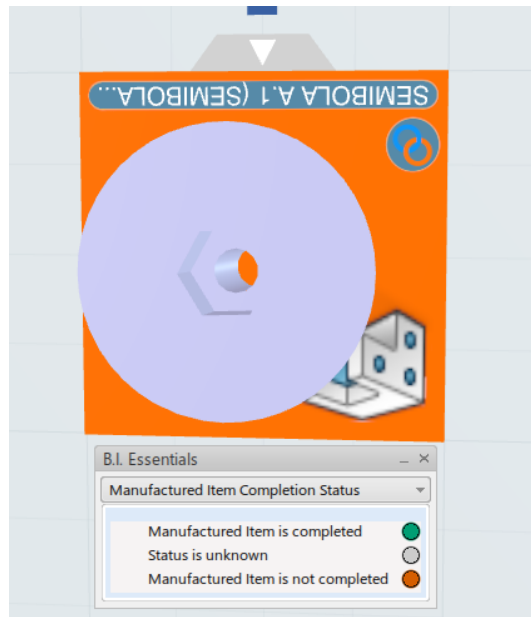 SEMIBOLA A.1 (SEMIBOLA...
B.I. Essentials
Manufactured Item Completion Status
Manufactured Item is completed
Status is unknown
Manufactured Item is not completed